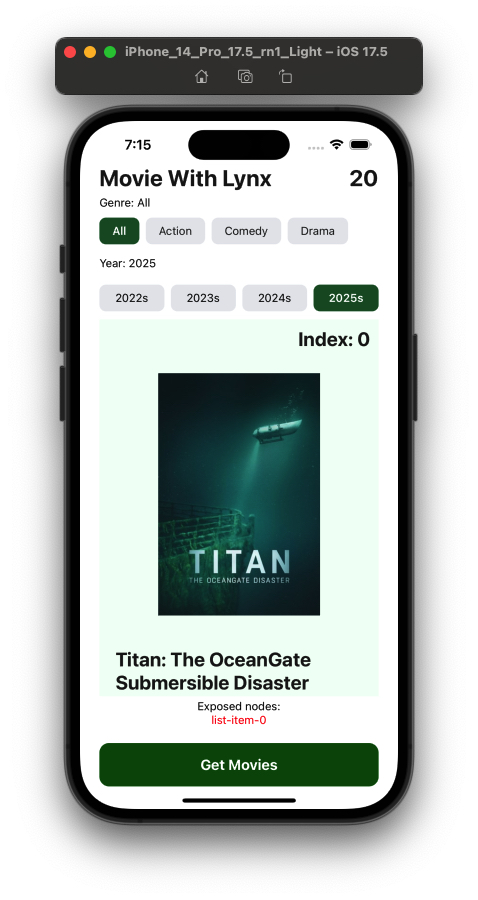 iPhone_14_Pro_17.5_rn1_Light – iOS 17.5
7:15
Movie With Lynx 20
Genre: All
All Action Comedy Drama
Year: 2025
2022s 2023s 2024s 2025s
Index: 0
TITAN
THE OCEANGATE DISASTER
Titan: The OceanGate
Submersible Disaster
Exposed nodes:
list-item-0
Get Movies